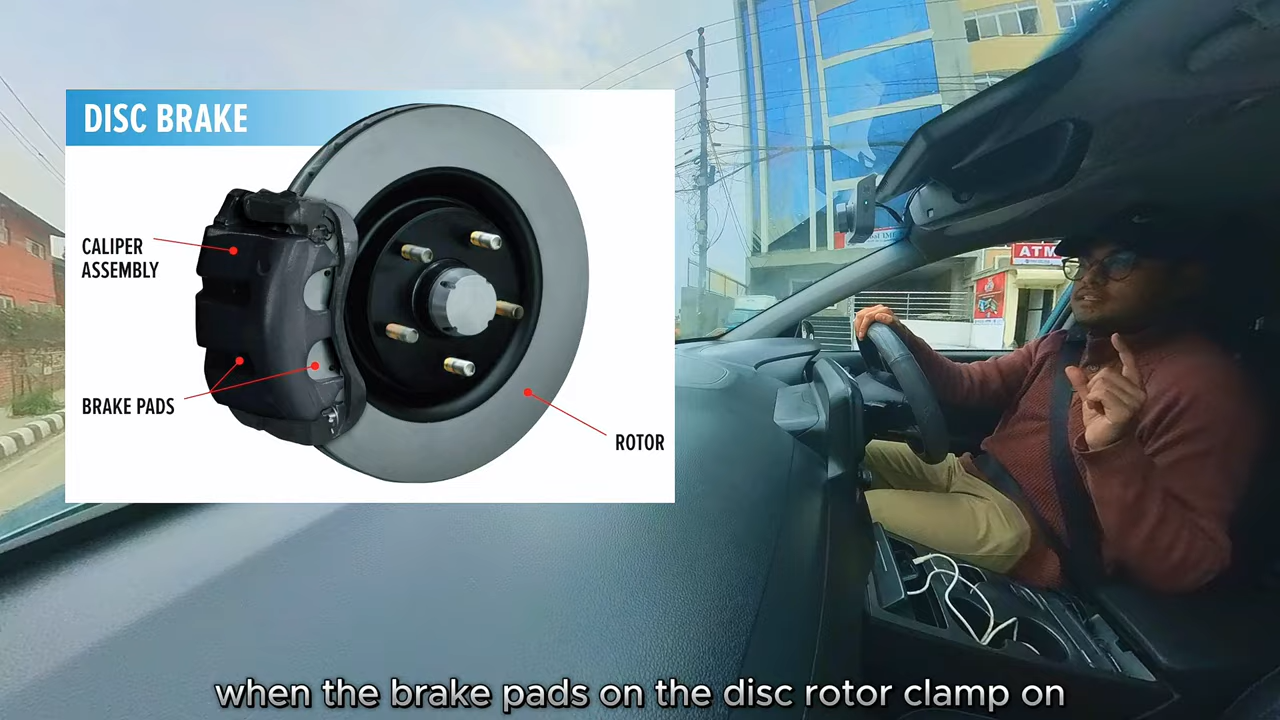 DISC BRAKE
CALIPER
ASSEMBLY
BRAKE PADS
ROTOR
ATM
when the brake pads on the disc rotor clamp on